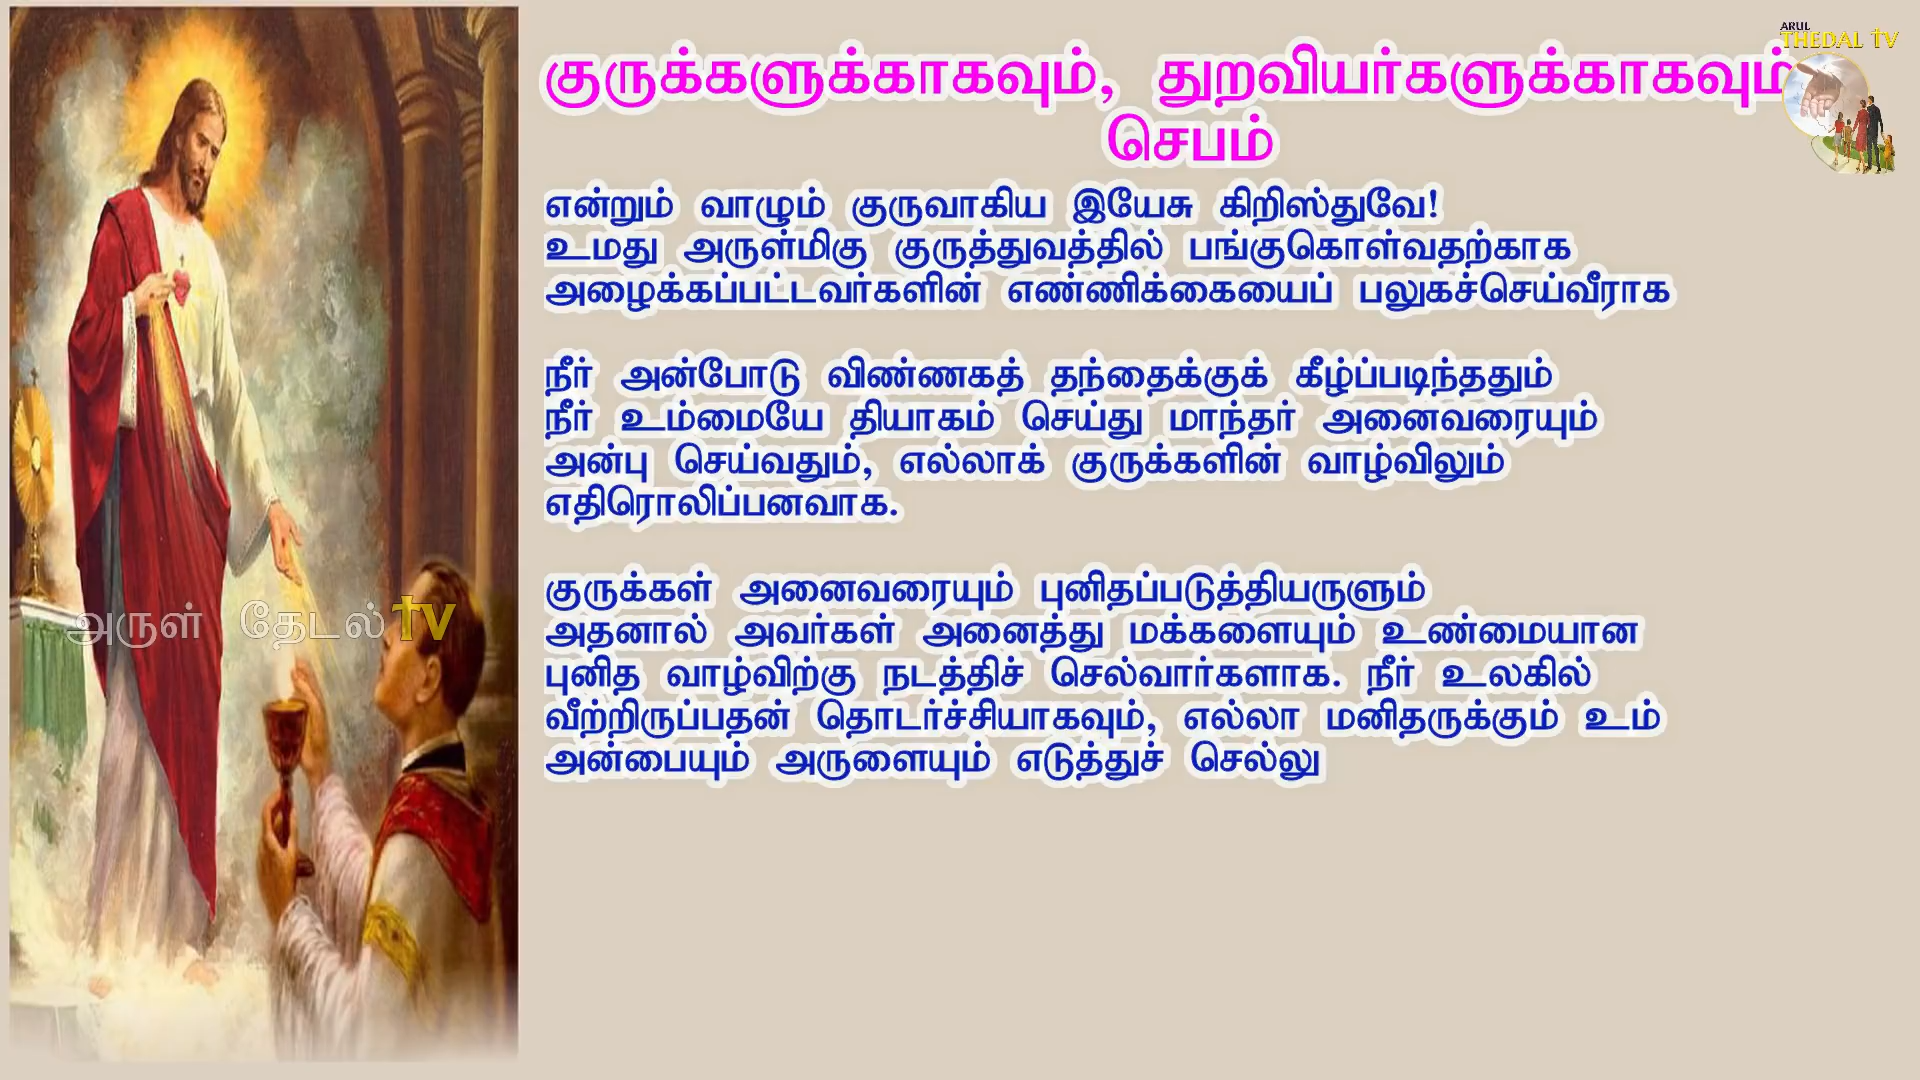 ARUL
THEDAL TV
குருக்களுக்காகவும், துறவியர்களுக்காகவும்
செபம்
என்றும் வாழும் குருவாகிய இயேசு கிறிஸ்துவே!
உமது அருள்மிகு குருத்துவத்தில் பங்குகொள்வதற்காக
அழைக்கப்பட்டவர்களின் எண்ணிக்கையைப் பலுகச்செய்வீராக
நீர் அன்போடு விண்ணகத் தந்தைக்குக் கீழ்ப்படிந்ததும்
நீர் உம்மையே தியாகம் செய்து மாந்தர் அனைவரையும்
அன்பு செய்வதும், எல்லாக் குருக்களின் வாழ்விலும்
எதிரொலிப்பனவாக.
குருக்கள் அனைவரையும் புனிதப்படுத்தியருளும்
அதனால் அவர்கள் அனைத்து மக்களையும் உண்மையான
புனித வாழ்விற்கு நடத்திச் செல்வார்களாக. நீர் உலகில்
வீற்றிருப்பதன் தொடர்ச்சியாகவும், எல்லா மனிதருக்கும் உம்
அன்பையும் அருளையும் எடுத்துச் செல்லு
அருள் தேடல் TV